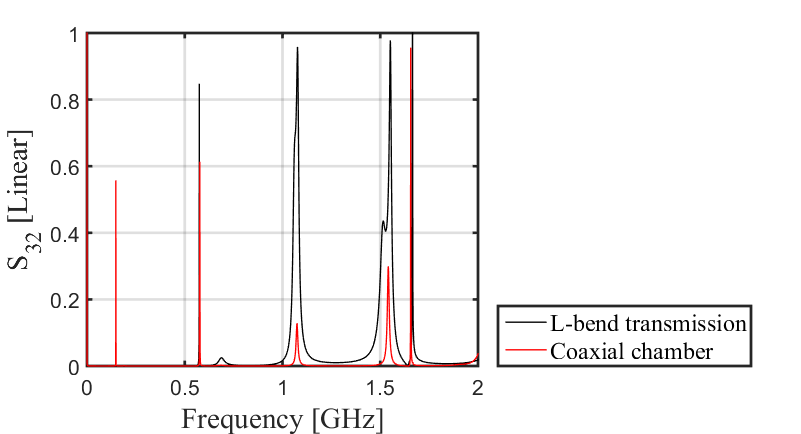 1
0.8
0.6
0.4
0.2
0
0 0.5 1 1.5 2
S32 [Linear]
Frequency [GHz]
L-bend transmission
Coaxial chamber